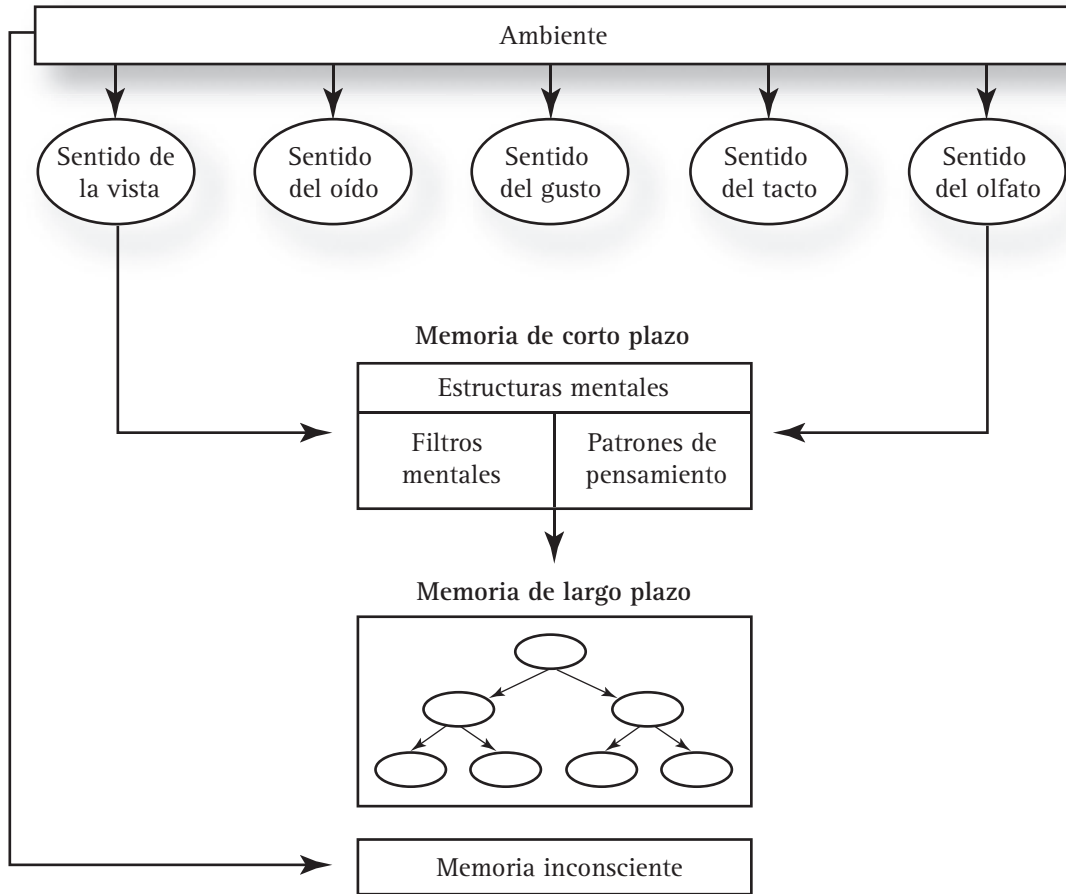 Ambiente
Sentido de
la vista
Sentido
del oído
Sentido
del gusto
Sentido
del tacto
Sentido
del olfato
Memoria de corto plazo
Estructuras mentales
Filtros
mentales
Patrones de
pensamiento
Memoria de largo plazo
Memoria inconsciente